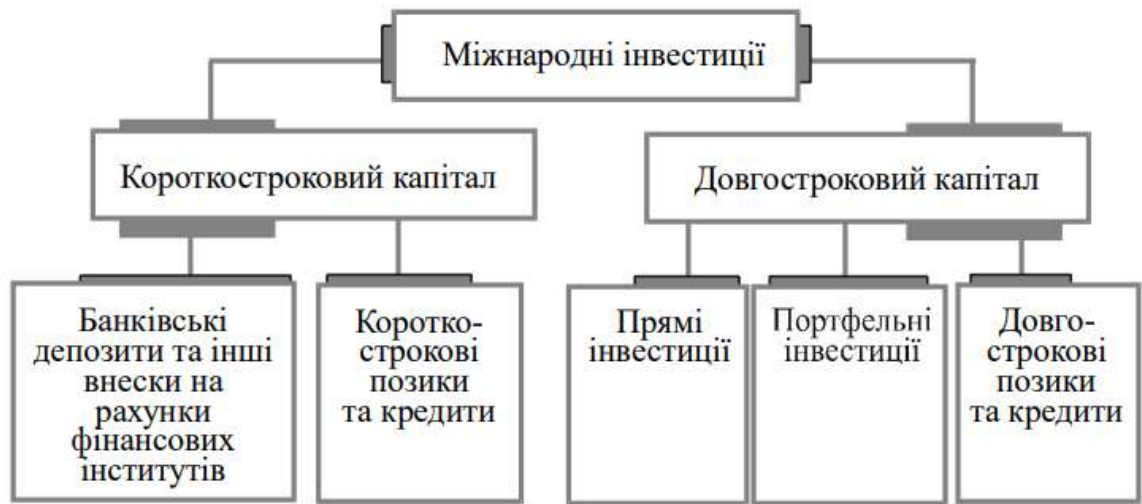 Міжнародні інвестиції
Короткостроковий капітал
Довгостроковий капітал
Банківські
депозити та інші
внески на
рахунки
фінансових
інститутів
Коротко-
строкові
позики
та кредити
Прямі
інвестиції
Портфельні
інвестиції
Довго-
строкові
позики
та кредити